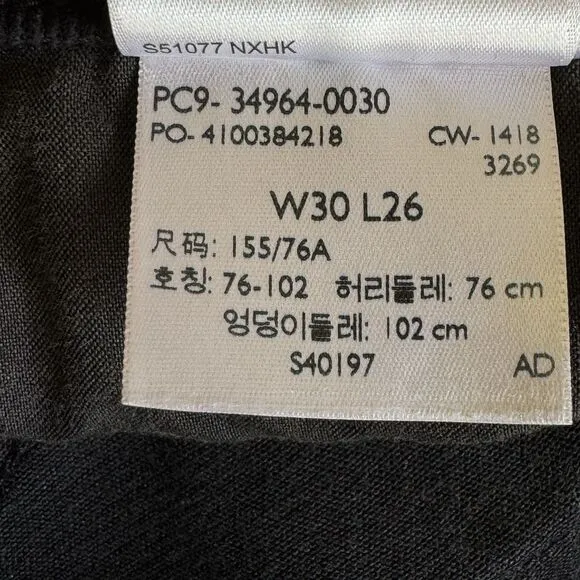 S51077 NXHK
PC9- 34964-0030
PO- 4100384218 CW- 1418
3269
W30 L26
尺码: 155/76A
호칭: 76-102 허리둘레: 76 cm
엉덩이둘레: 102 cm
S40197 AD